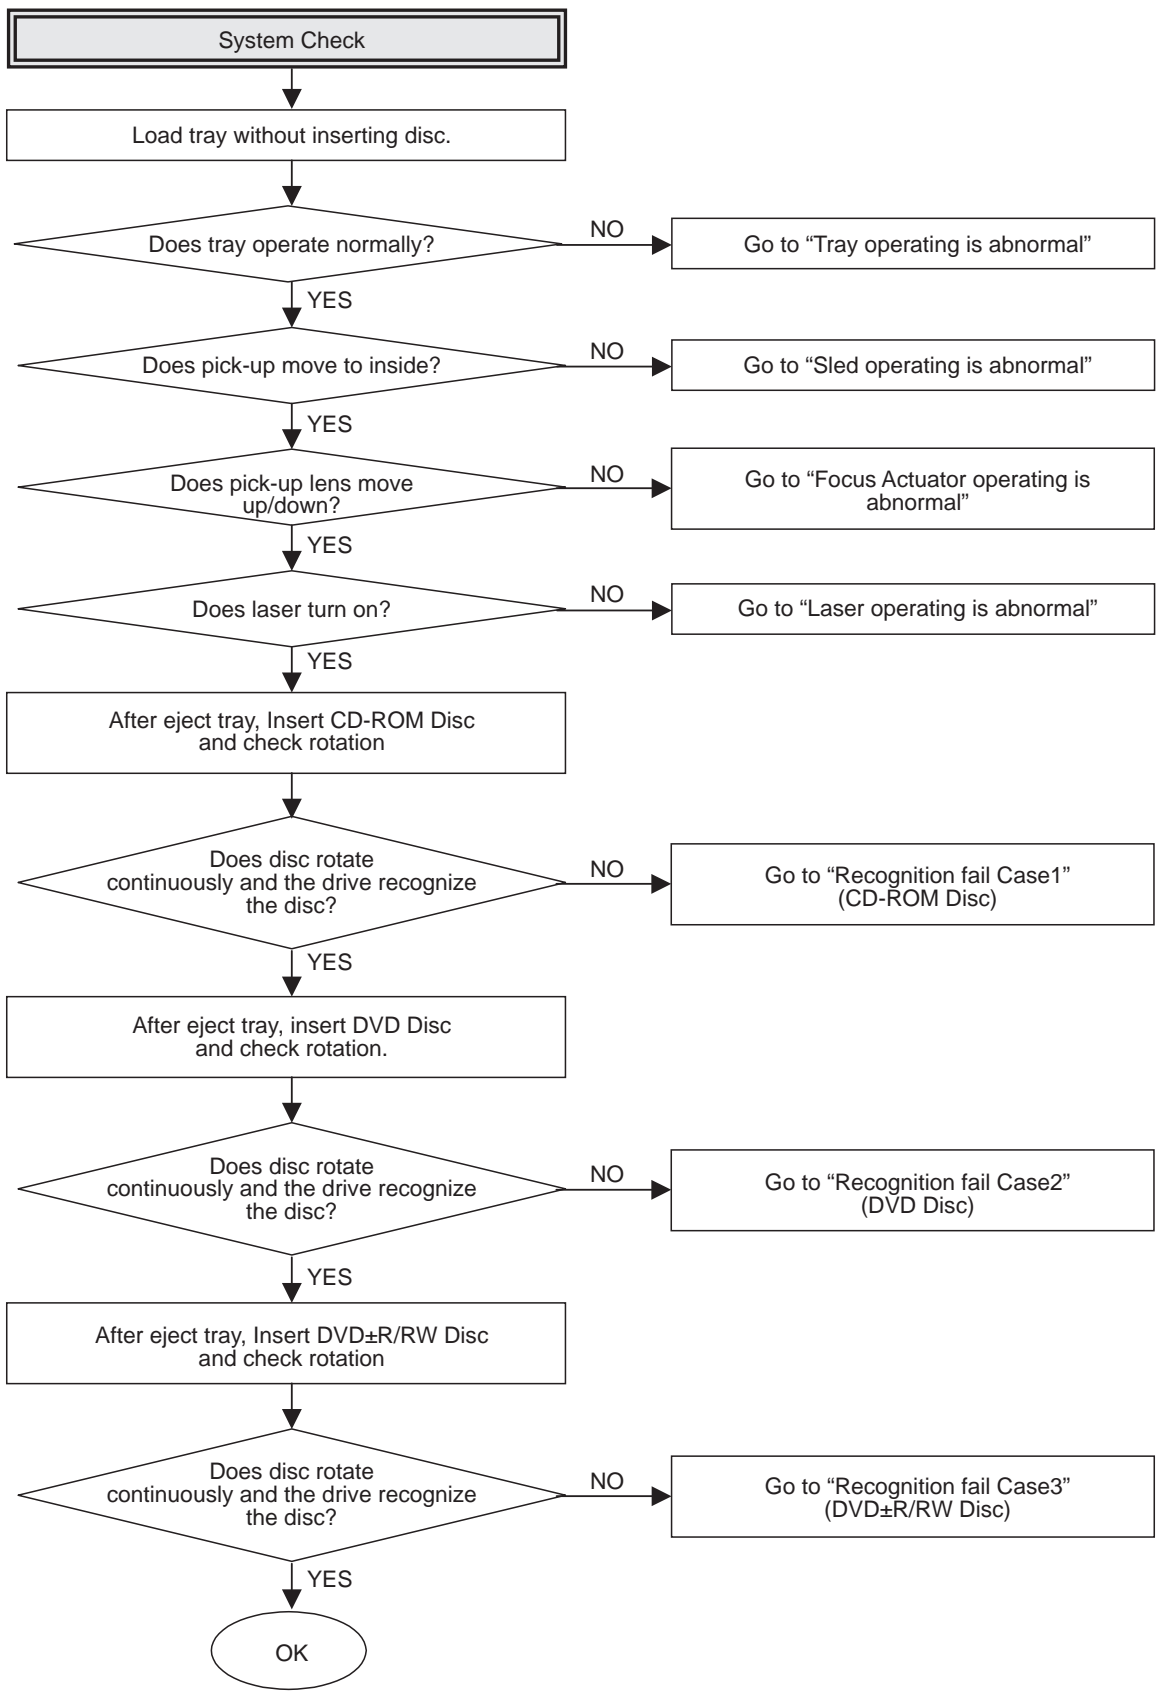 System Check
Load tray without inserting disc.
Does tray operate normally?
NO
Go to “Tray operating is abnormal”
YES
Does pick-up move to inside?
NO
Go to “Sled operating is abnormal”
YES
Does pick-up lens move
up/down?
NO
Go to “Focus Actuator operating is
abnormal”
YES
Does laser turn on?
NO
Go to “Laser operating is abnormal”
YES
After eject tray, Insert CD-ROM Disc
and check rotation
Does disc rotate
continuously and the drive recognize
the disc?
NO
Go to “Recognition fail Case1”
(CD-ROM Disc)
YES
After eject tray, insert DVD Disc
and check rotation.
Does disc rotate
continuously and the drive recognize
the disc?
NO
Go to “Recognition fail Case2”
(DVD Disc)
YES
After eject tray, Insert DVD±R/RW Disc
and check rotation
Does disc rotate
continuously and the drive recognize
the disc?
NO
Go to “Recognition fail Case3”
(DVD±R/RW Disc)
YES
OK